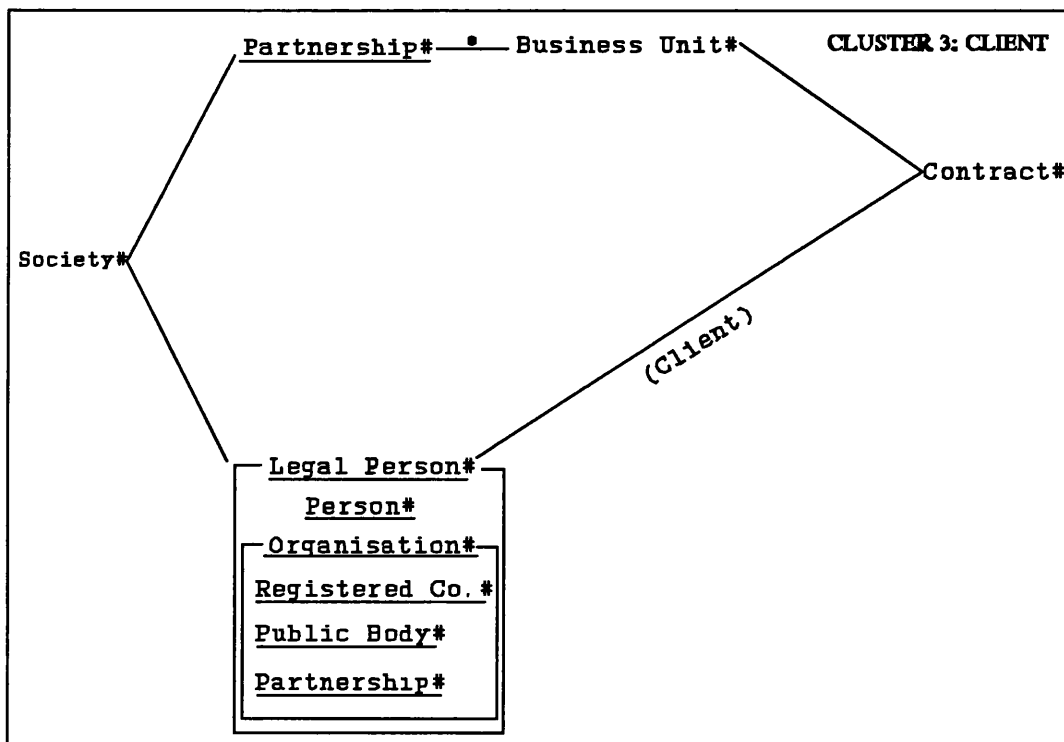 Partnership# • Business Unit# CLUSTER 3: CLIENT
Contract#
Society#
(Client)
Legal Person#
Person#
Organisation#
Registered Co.#
Public Body#
Partnership#